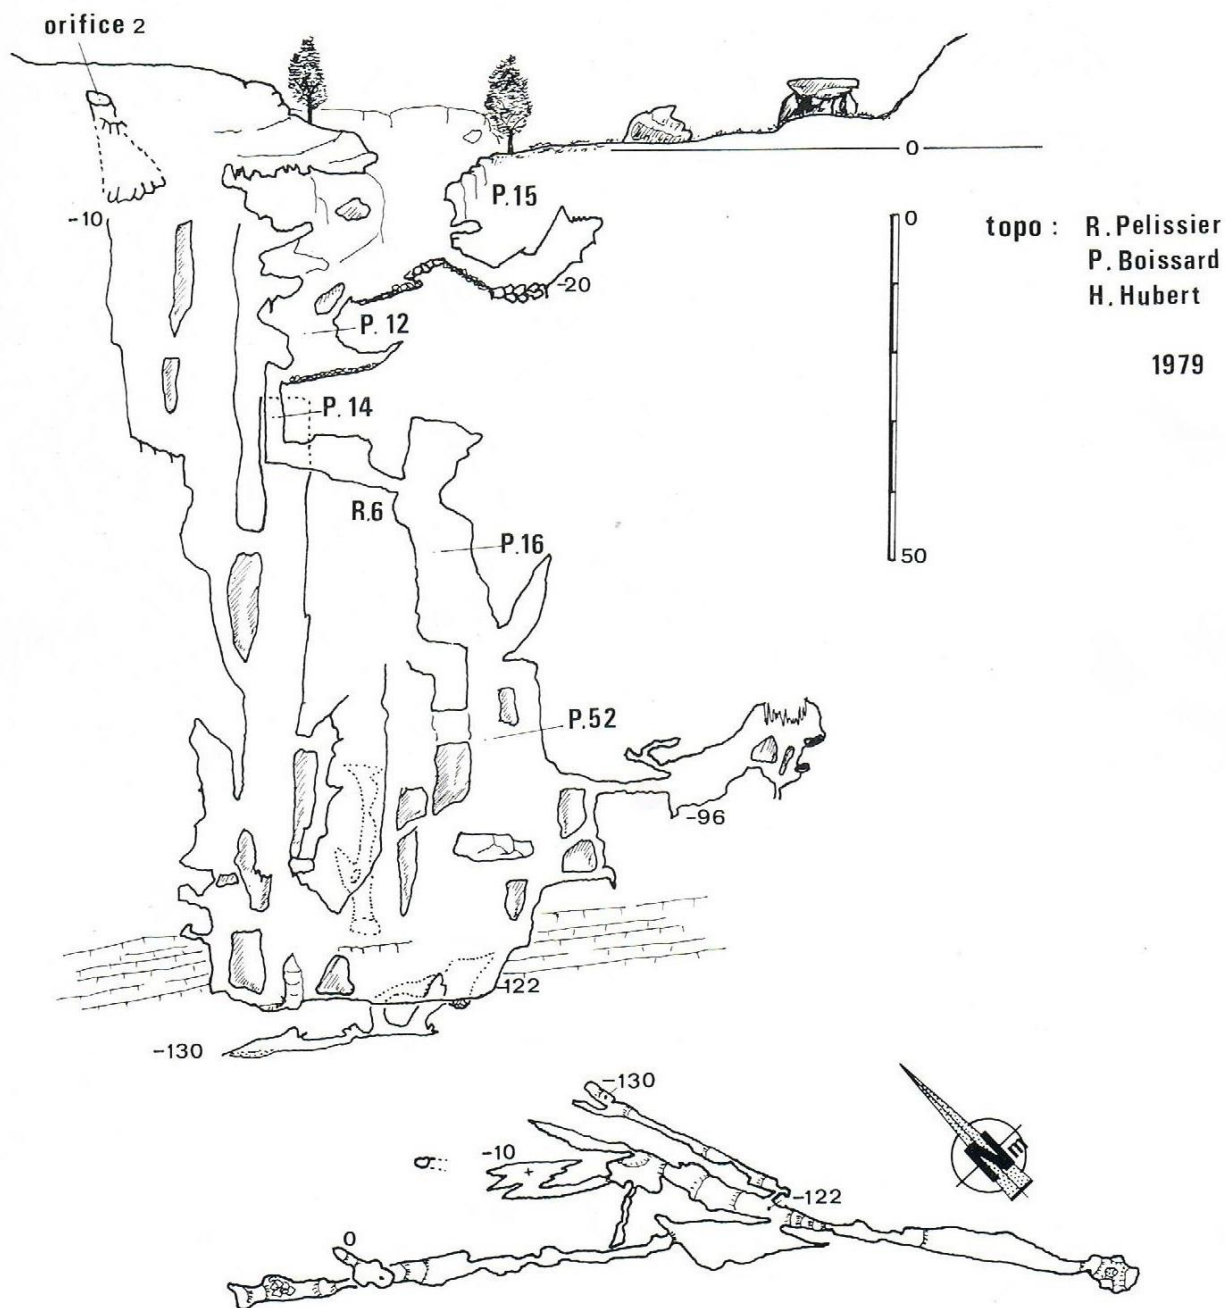 orifice 2
0
P.15
-10
0
topo : R. Pelissier
P. Boissard
H. Hubert
-20
P. 12
1979
P. 14
R.6
P.16
50
P.52
-96
-122
-130
-130
-10
N
E
-122
0